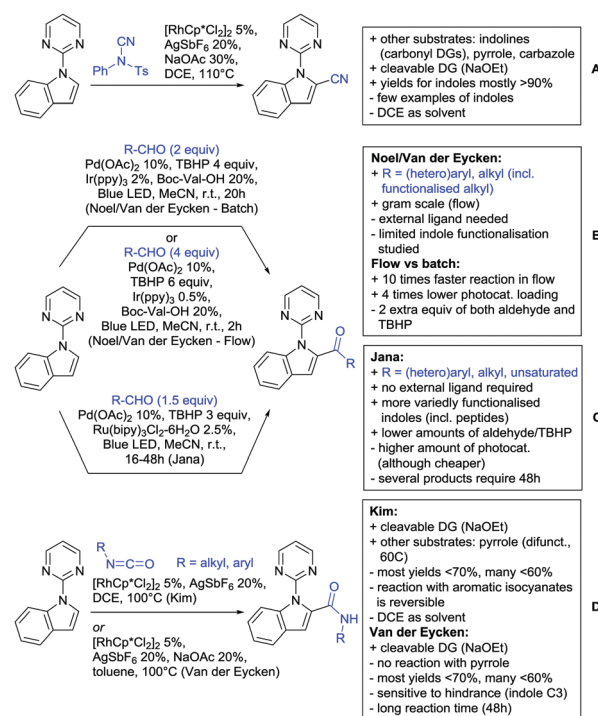 [RhCp*Cl₂]₂ 5%,
AgSbF₆ 20%,
NaOAc 30%,
DCE, 110°C
CN
Ph N Ts
N N
N
N N
N
CN
+ other substrates: indolines
(carbonyl DGs), pyrrole, carbazole
+ cleavable DG (NaOEt)
+ yields for indoles mostly >90%
- few examples of indoles
- DCE as solvent
R-CHO (2 equiv)
Pd(OAc)₂ 10%, TBHP 4 equiv,
Ir(ppy)₃ 2%, Boc-Val-OH 20%,
Blue LED, MeCN, r.t., 20h
(Noel/Van der Eycken - Batch)
or
R-CHO (4 equiv)
Pd(OAc)₂ 10%,
TBHP 6 equiv,
Ir(ppy)₃ 0.5%,
Boc-Val-OH 20%,
Blue LED, MeCN, r.t., 2h
(Noel/Van der Eycken - Flow)
N N
N
N N
O
N
R
R-CHO (1.5 equiv)
Pd(OAc)₂ 10%, TBHP 3 equiv,
Ru(bipy)₃Cl₂-6H₂O 2.5%,
Blue LED, MeCN, r.t.,
16-48h (Jana)
Noel/Van der Eycken:
+ R = (hetero)aryl, alkyl (incl.
functionalised alkyl)
+ gram scale (flow)
- external ligand needed
- limited indole functionalisation
studied
Flow vs batch:
+ 10 times faster reaction in flow
+ 4 times lower photocat. loading
- 2 extra equiv of both aldehyde and
TBHP
Jana:
+ R = (hetero)aryl, alkyl, unsaturated
+ no external ligand required
+ more variedly functionalised
indoles (incl. peptides)
+ lower amounts of aldehyde/TBHP
- higher amount of photocat.
(although cheaper)
- several products require 48h
R
N=C=O R = alkyl, aryl
[RhCp*Cl₂]₂ 5%, AgSbF₆ 20%,
DCE, 100°C (Kim)
or
[RhCp*Cl₂]₂ 5%,
AgSbF₆ 20%, NaOAc 20%,
toluene, 100°C (Van der Eycken)
N N
N
N N
O
N
NH
R
Kim:
+ cleavable DG (NaOEt)
+ other substrates: pyrrole (difunct.,
60C)
- most yields <70%, many <60%
- reaction with aromatic isocyanates
is reversible
- DCE as solvent
Van der Eycken:
+ cleavable DG (NaOEt)
- no reaction with pyrrole
- most yields <70%, many <60%
- sensitive to hindrance (indole C3)
- long reaction time (48h)